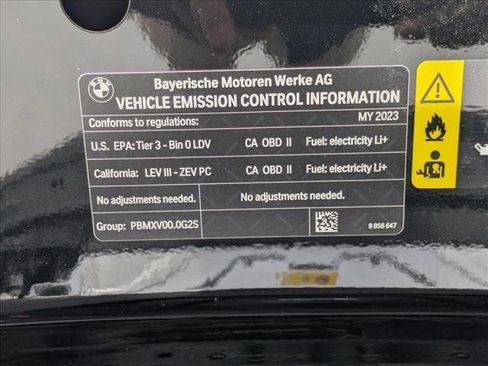 BMW
Bayerische Motoren Werke AG
VEHICLE EMISSION CONTROL INFORMATION
Conforms to regulations: MY 2023
U.S. EPA: Tier 3 - Bin 0 LDV CA OBD II Fuel: electricity Li+
California: LEV III - ZEV PC CA OBD II Fuel: electricity Li+
No adjustments needed. No adjustments needed.
Group: PBMXV00.0G2S 8 856 647